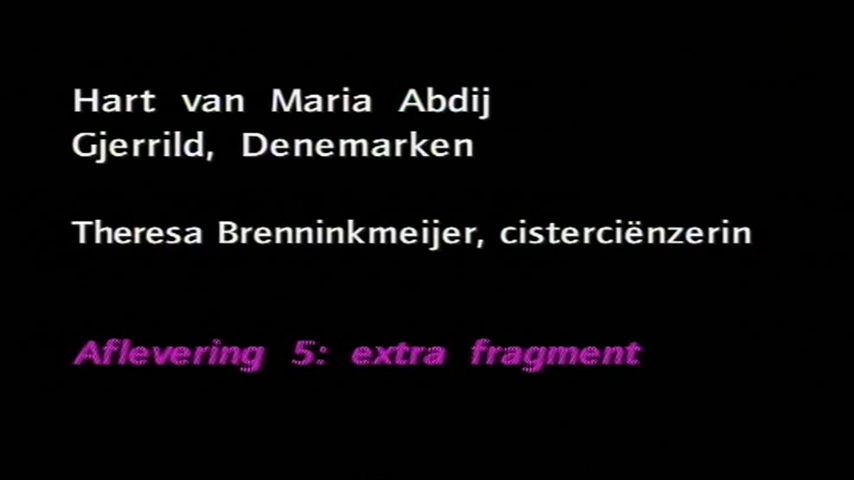 Hart van Maria Abdij
Gjerrild, Denemarken
Theresa Brenninkmeijer, cisterciënzerin
Aflevering 5: extra fragment